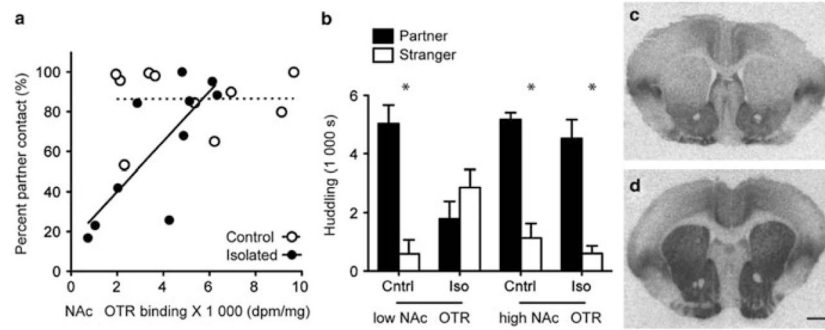 a
Percent partner contact (%)
100
80
60
40
20
0
0 2 4 6 8 10
Control
Isolated
NAc OTR binding X 1 000 (dpm/mg)
b
Partner
Stranger
Huddling (1 000 s)
6
4
2
0
* * *
Cntrl Iso Cntrl Iso
low NAc OTR high NAc OTR
c
d